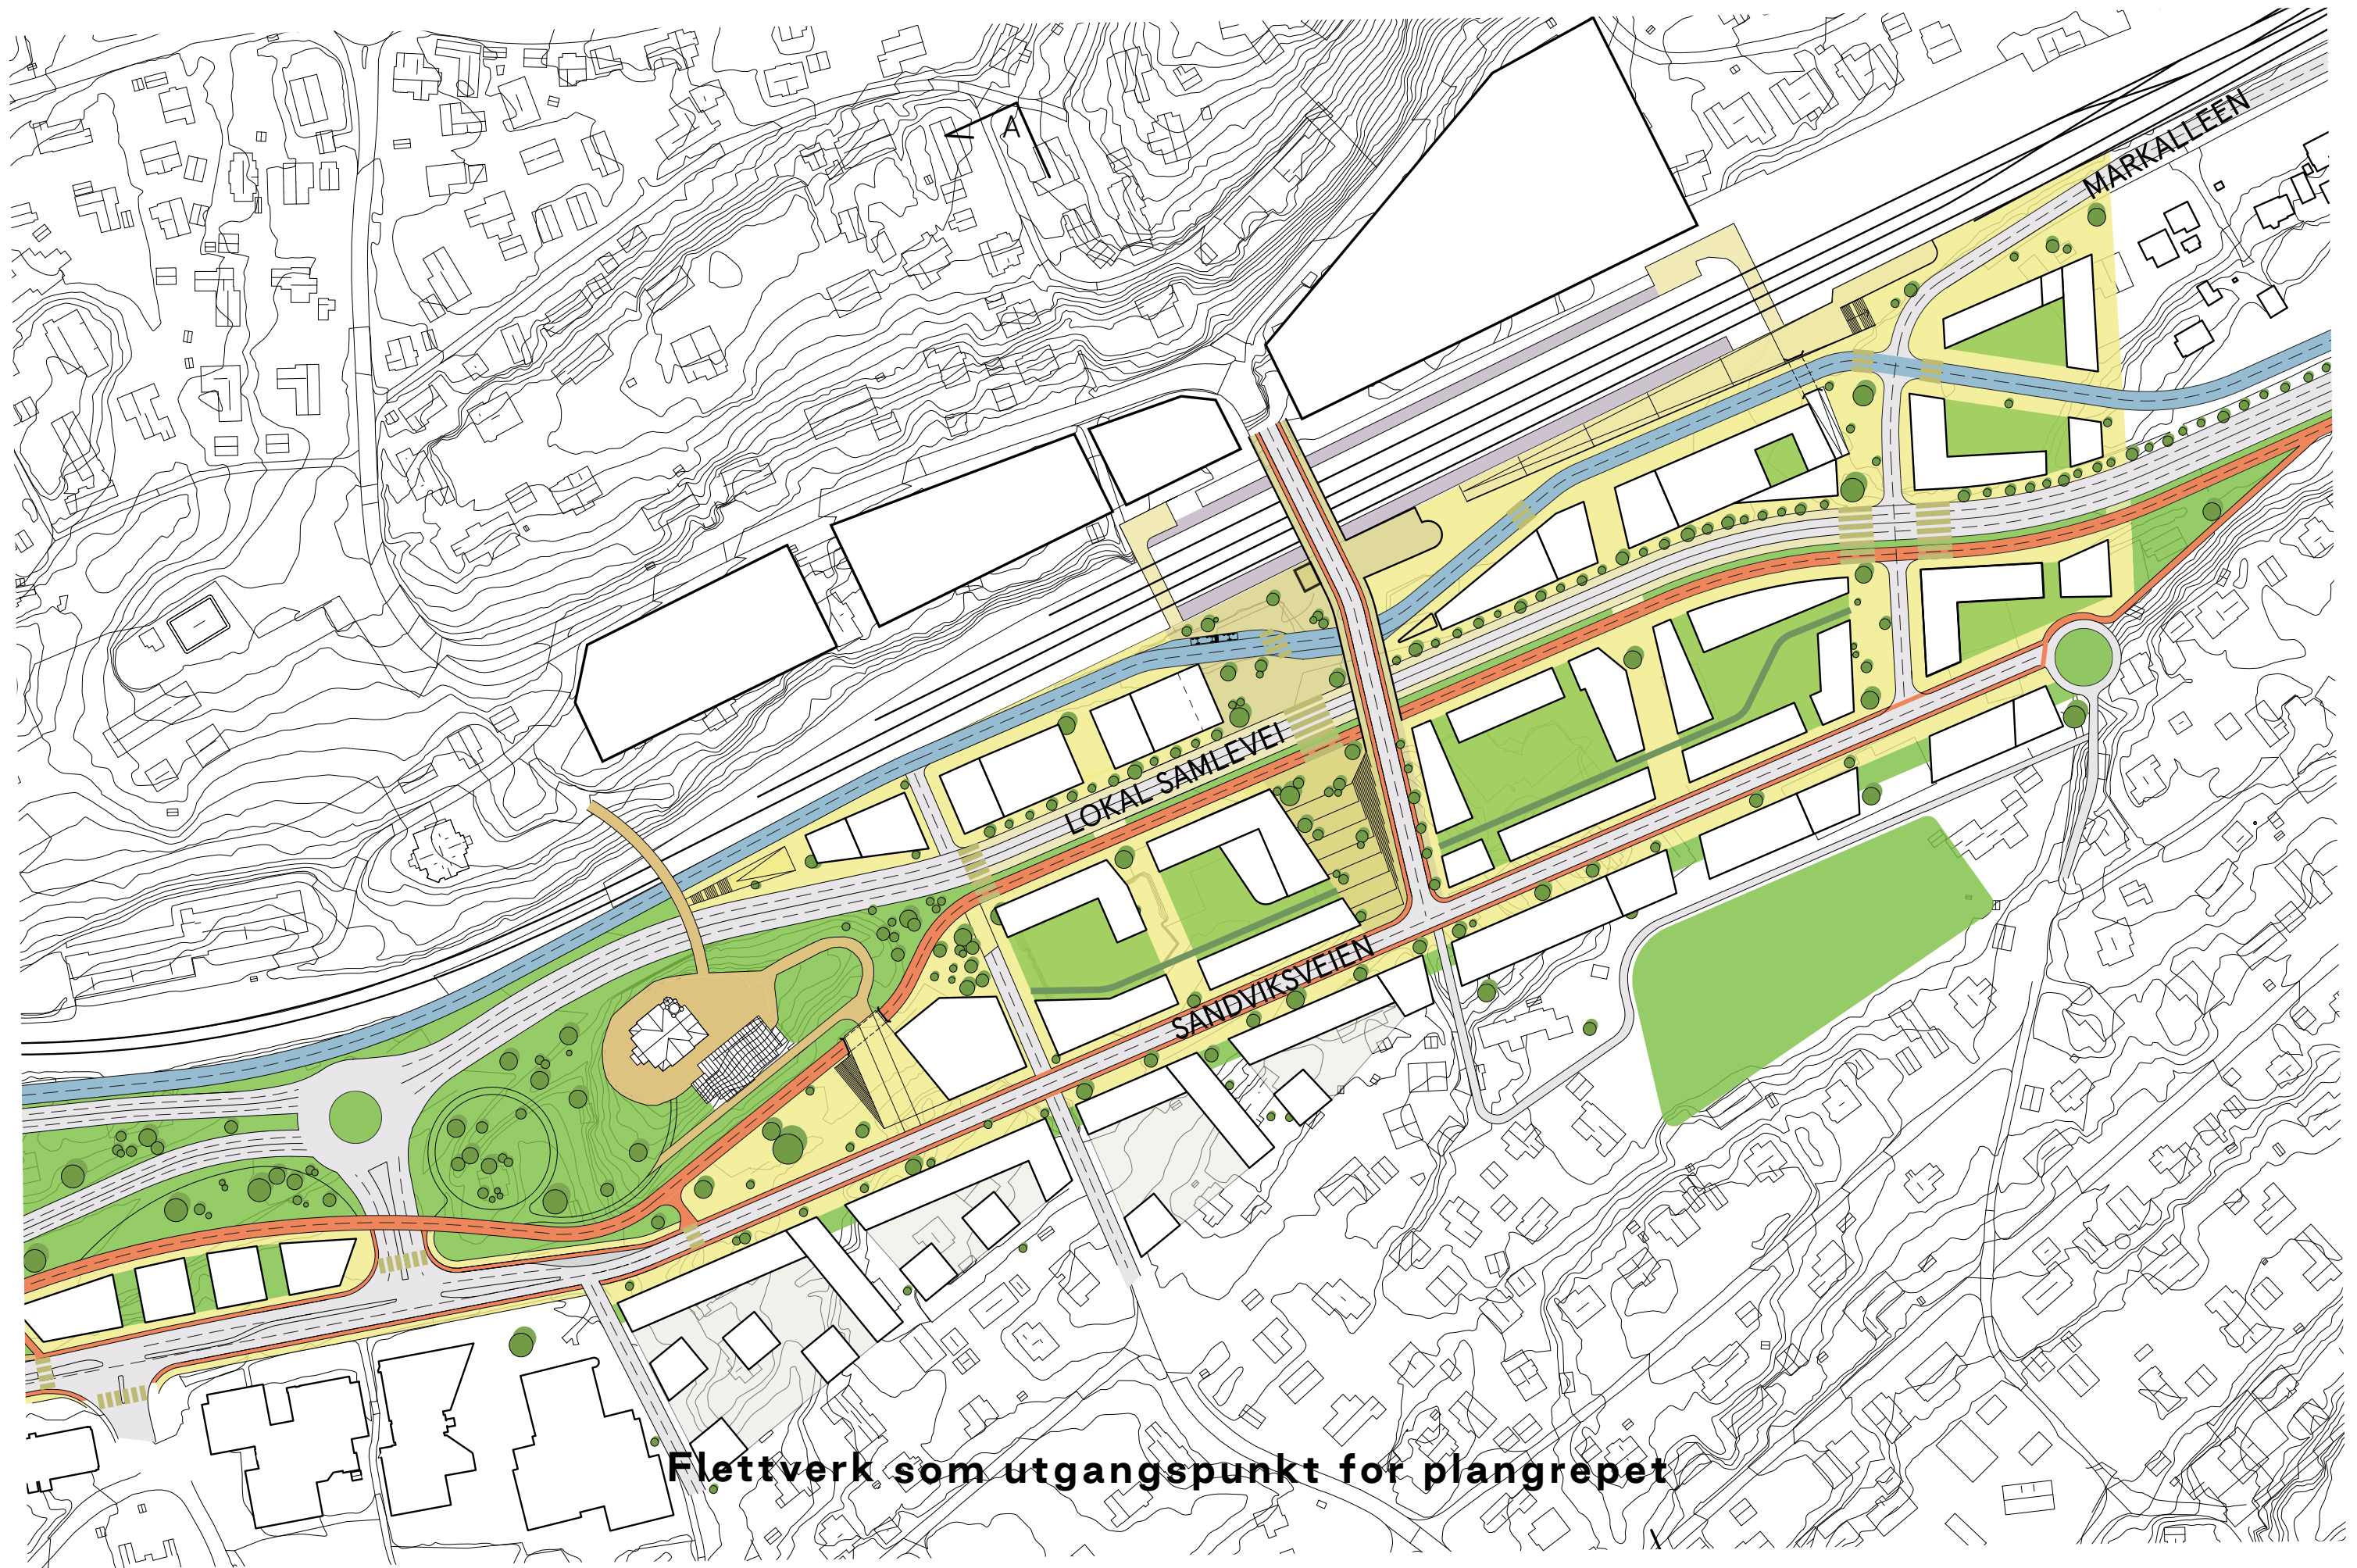 MARKALLEEN
A
LOKAL SAMLEVEI
SANDVIKSVEIEN
Flettverk som utgangspunkt for plangrepet